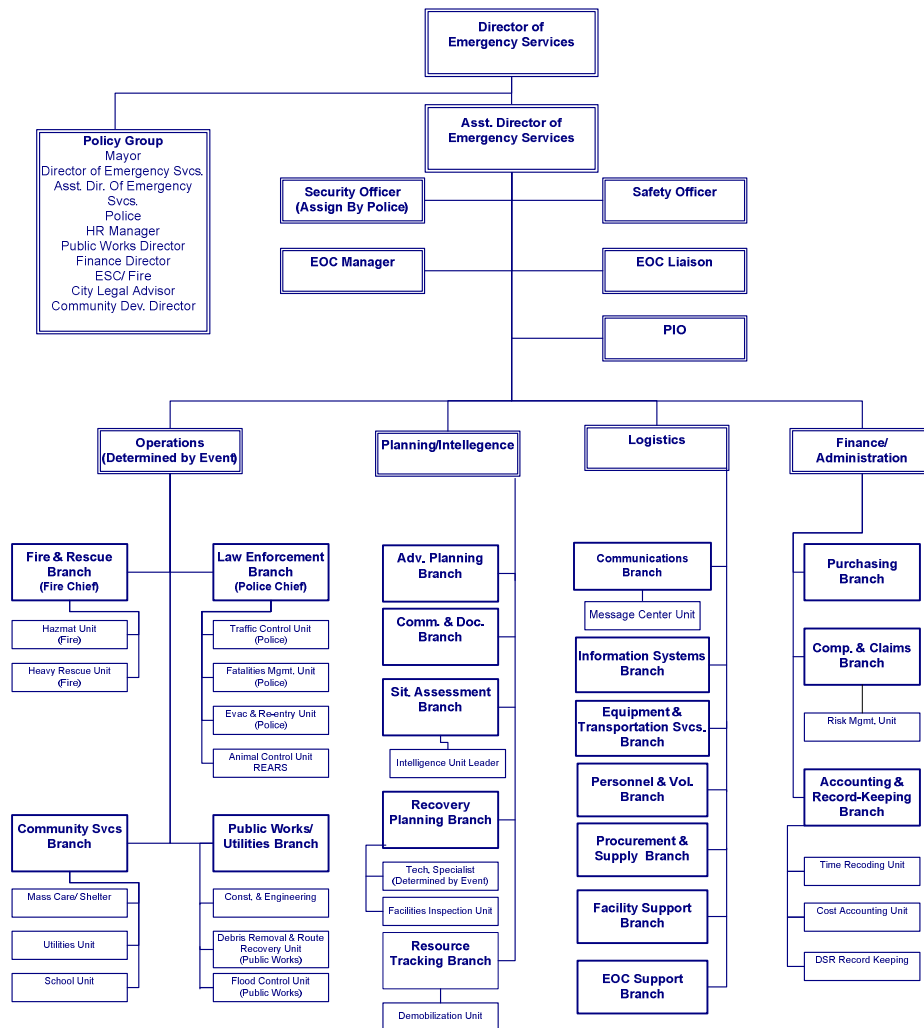 Director of
Emergency Services
Asst. Director of
Emergency Services
Policy Group
Mayor
Director of Emergency Svcs.
Asst. Dir. Of Emergency
Svcs.
Police
HR Manager
Public Works Director
Finance Director
ESC/ Fire
City Legal Advisor
Community Dev. Director
Security Officer
(Assign By Police)
Safety Officer
EOC Manager
EOC Liaison
PIO
Operations
(Determined by Event)
Planning/Intellegence
Logistics
Finance/
Administration
Fire & Rescue
Branch
(Fire Chief)
Hazmat Unit
(Fire)
Heavy Rescue Unit
(Fire)
Law Enforcement
Branch
(Police Chief)
Traffic Control Unit
(Police)
Fatalities Mgmt. Unit
(Police)
Evac & Re-entry Unit
(Police)
Animal Control Unit
REARS
Community Svcs
Branch
Mass Care/ Shelter
Utilities Unit
School Unit
Public Works/
Utilities Branch
Const. & Engineering
Debris Removal & Route
Recovery Unit
(Public Works)
Flood Control Unit
(Public Works)
Adv. Planning
Branch
Comm. & Doc.
Branch
Sit. Assessment
Branch
Intelligence Unit Leader
Recovery
Planning Branch
Tech. Specialist
(Determined by Event)
Facilities Inspection Unit
Resource
Tracking Branch
Demobilization Unit
Communications
Branch
Message Center Unit
Information Systems
Branch
Equipment &
Transportation Svcs.
Branch
Personnel & Vol.
Branch
Procurement &
Supply Branch
Facility Support
Branch
EOC Support
Branch
Purchasing
Branch
Comp. & Claims
Branch
Risk Mgmt. Unit
Accounting &
Record-Keeping
Branch
Time Recoding Unit
Cost Accounting Unit
DSR Record Keeping